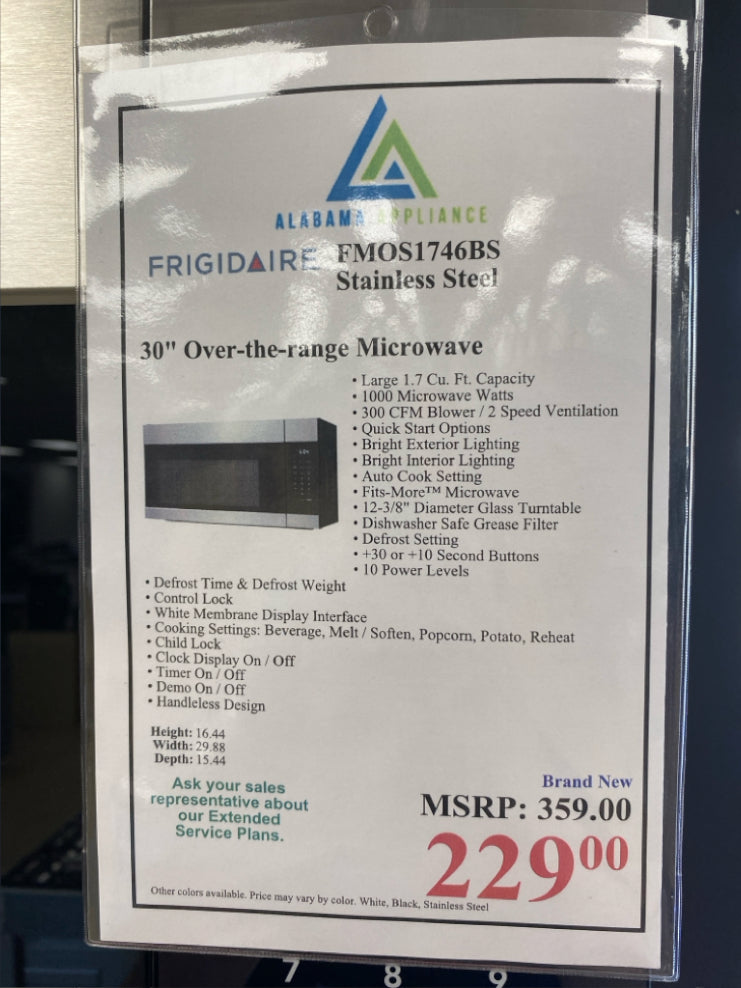 ALABAMA APPLIANCE
FRIGIDAIRE FMOS1746BS
Stainless Steel
30" Over-the-range Microwave
• Large 1.7 Cu. Ft. Capacity
• 1000 Microwave Watts
• 300 CFM Blower / 2 Speed Ventilation
• Quick Start Options
• Bright Exterior Lighting
• Bright Interior Lighting
• Auto Cook Setting
• Fits-More™ Microwave
• 12-3/8" Diameter Glass Turntable
• Dishwasher Safe Grease Filter
• Defrost Setting
• +30 or +10 Second Buttons
• 10 Power Levels
• Defrost Time & Defrost Weight
• Control Lock
• White Membrane Display Interface
• Cooking Settings: Beverage, Melt / Soften, Popcorn, Potato, Reheat
• Child Lock
• Clock Display On / Off
• Timer On / Off
• Demo On / Off
• Handleless Design
Height: 16.44
Width: 29.88
Depth: 15.44
Ask your sales
representative about
our Extended
Service Plans.
Brand New
MSRP: 359.00
22900
Other colors available. Price may vary by color. White, Black, Stainless Steel
7 8 9